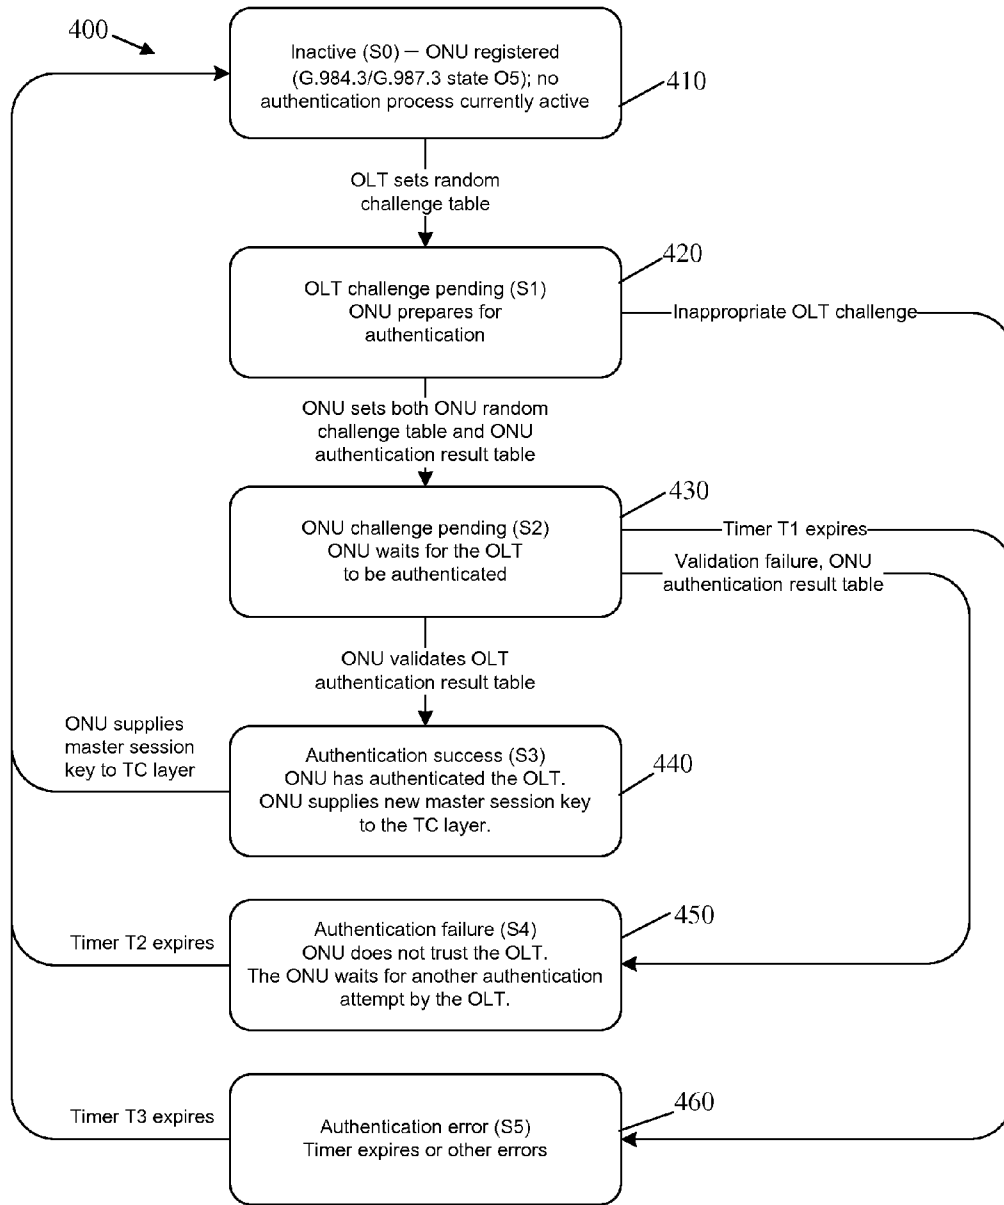 400
Inactive (S0) – ONU registered
(G.984.3/G.987.3 state O5); no
authentication process currently active
410
OLT sets random
challenge table
420
OLT challenge pending (S1)
ONU prepares for
authentication
Inappropriate OLT challenge
ONU sets both ONU random
challenge table and ONU
authentication result table
430
ONU challenge pending (S2)
ONU waits for the OLT
to be authenticated
Timer T1 expires
Validation failure, ONU
authentication result table
ONU validates OLT
authentication result table
ONU supplies
master session
key to TC layer
Authentication success (S3)
ONU has authenticated the OLT.
ONU supplies new master session key
to the TC layer.
440
450
Timer T2 expires
Authentication failure (S4)
ONU does not trust the OLT.
The ONU waits for another authentication
attempt by the OLT.
460
Timer T3 expires
Authentication error (S5)
Timer expires or other errors